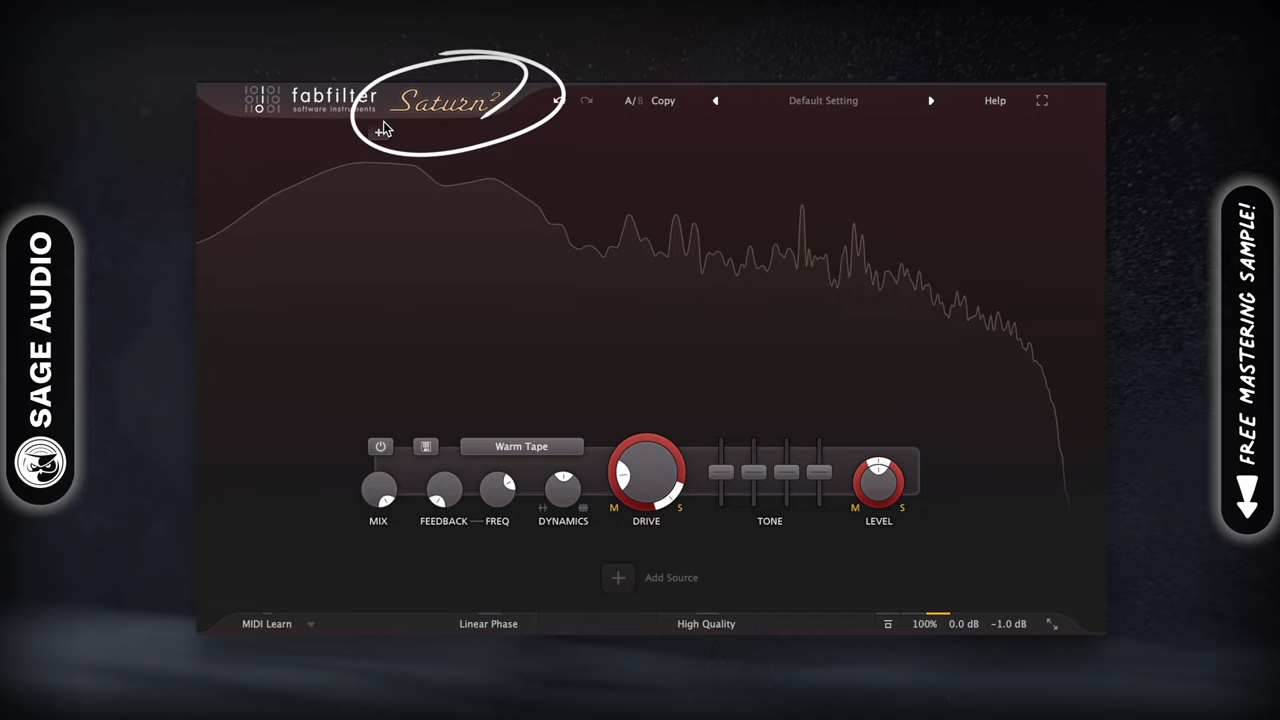 fabfilter
software instruments
Saturn 2
A/B Copy
Default Setting
Help
SAGE AUDIO
FREE MASTERING SAMPLE!
Warm Tape
MIX
FEEDBACK
FREQ
DYNAMICS
M
S
DRIVE
TONE
M
S
LEVEL
+ Add Source
MIDI Learn
Linear Phase
High Quality
100%
0.0 dB
-1.0 dB